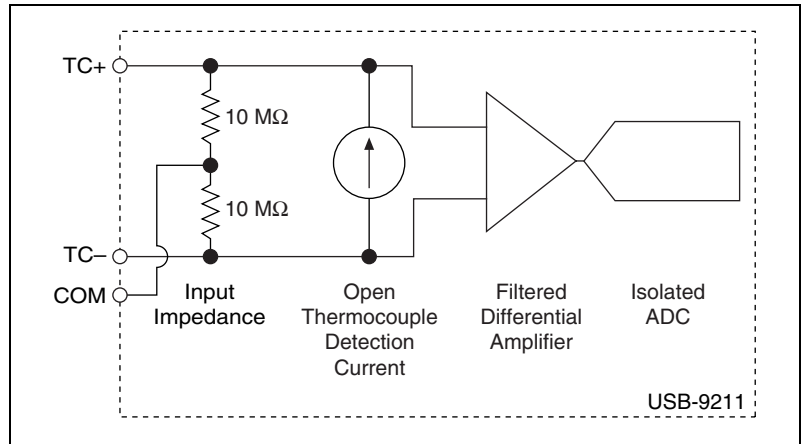 TC+
10 MΩ
10 MΩ
TC–
COM
Input
Impedance
Open
Thermocouple
Detection
Current
Filtered
Differential
Amplifier
Isolated
ADC
USB-9211